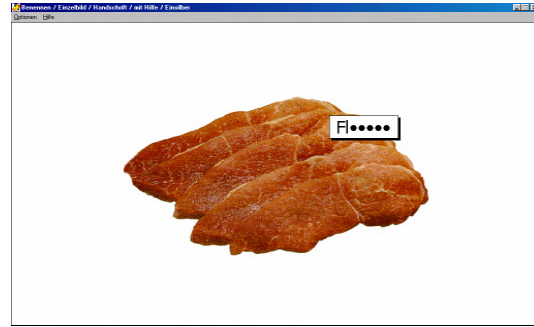 Benennen / Einzelbild / Handschrift / mit Hilfe / Einsilber
Optionen Hilfe
Fl●●●●●